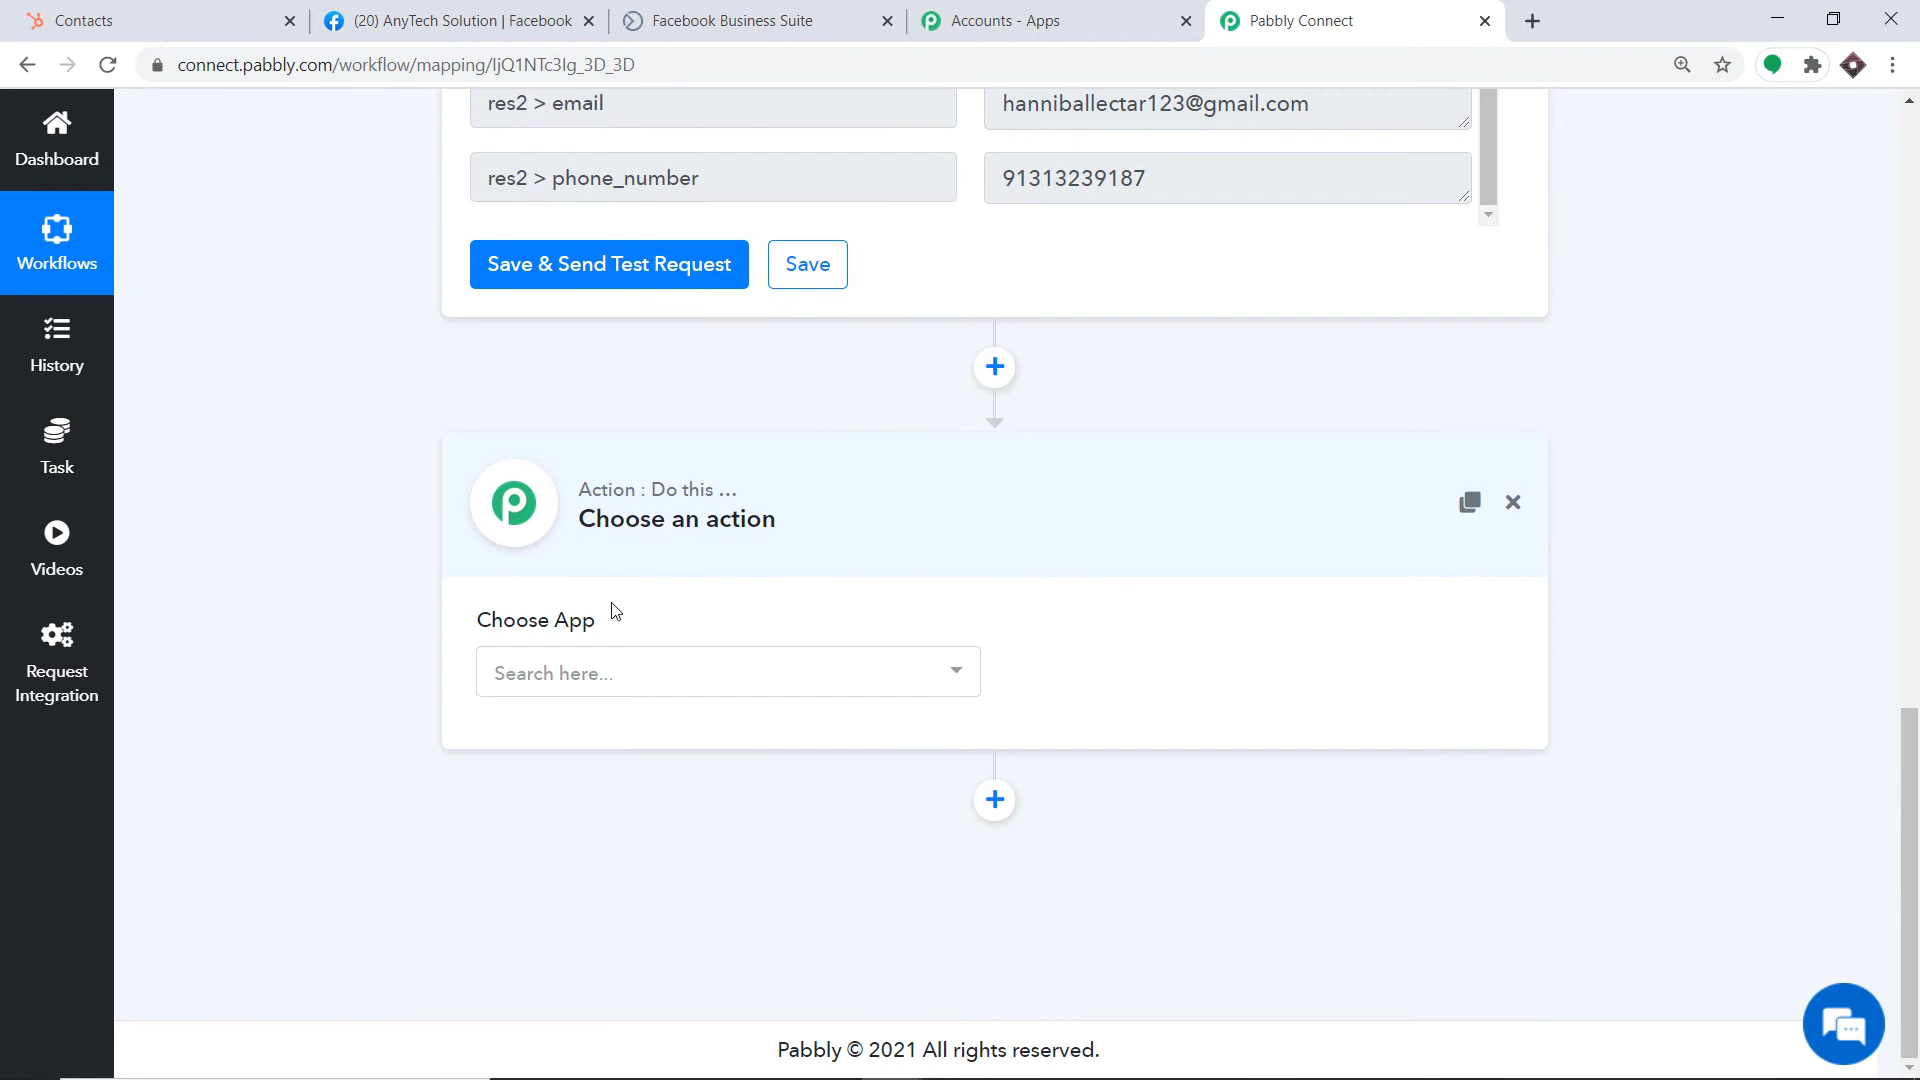 Contacts
(20) AnyTech Solution | Facebook
Facebook Business Suite
Accounts - Apps
Pabbly Connect
connect.pabbly.com/workflow/mapping/IjQ1NTc3Ig_3D_3D
Dashboard
Workflows
History
Task
Videos
Request
Integration
res2 > email
hanniballectar123@gmail.com
res2 > phone_number
91313239187
Save & Send Test Request
Save
Action : Do this ...
Choose an action
Choose App
Search here...
Pabbly © 2021 All rights reserved.